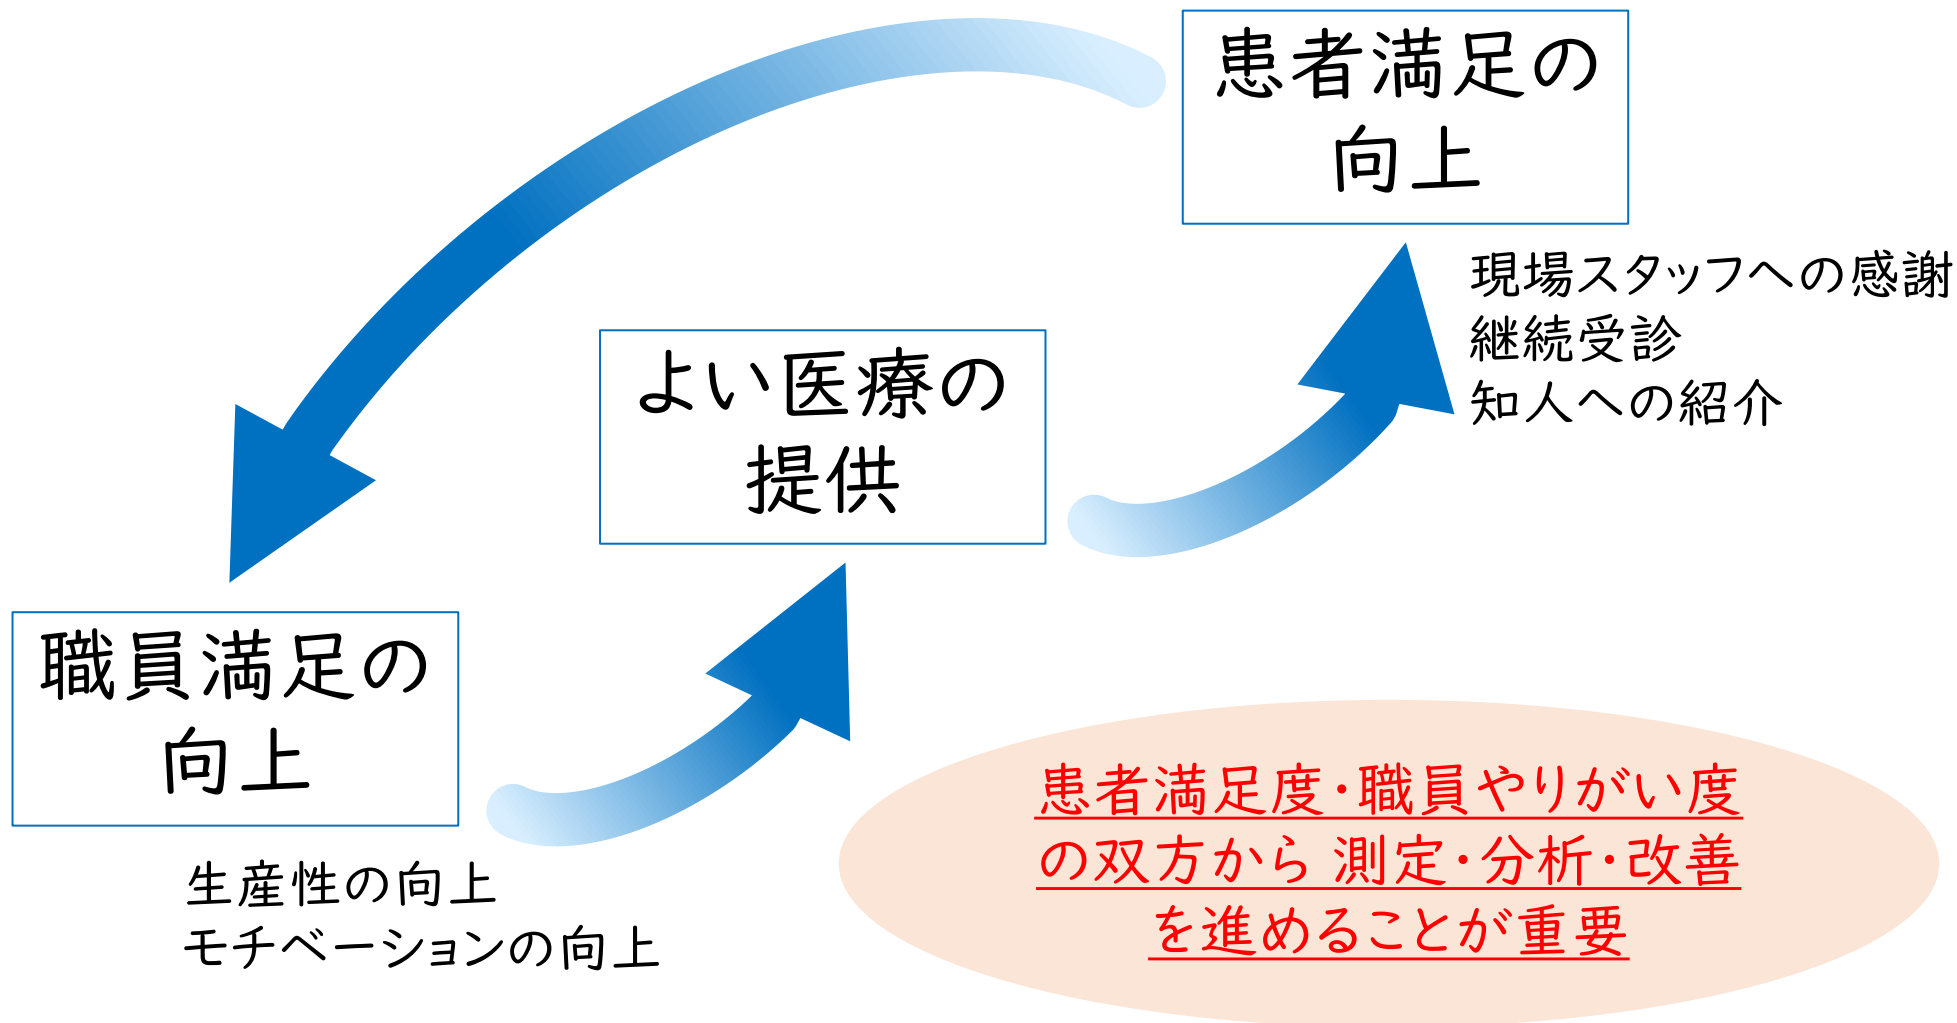 患者満足の
向上
現場スタッフへの感謝
継続受診
知人への紹介
よい医療の
提供
職員満足の
向上
生産性の向上
モチベーションの向上
患者満足度・職員やりがい度
の双方から 測定・分析・改善
を進めることが重要